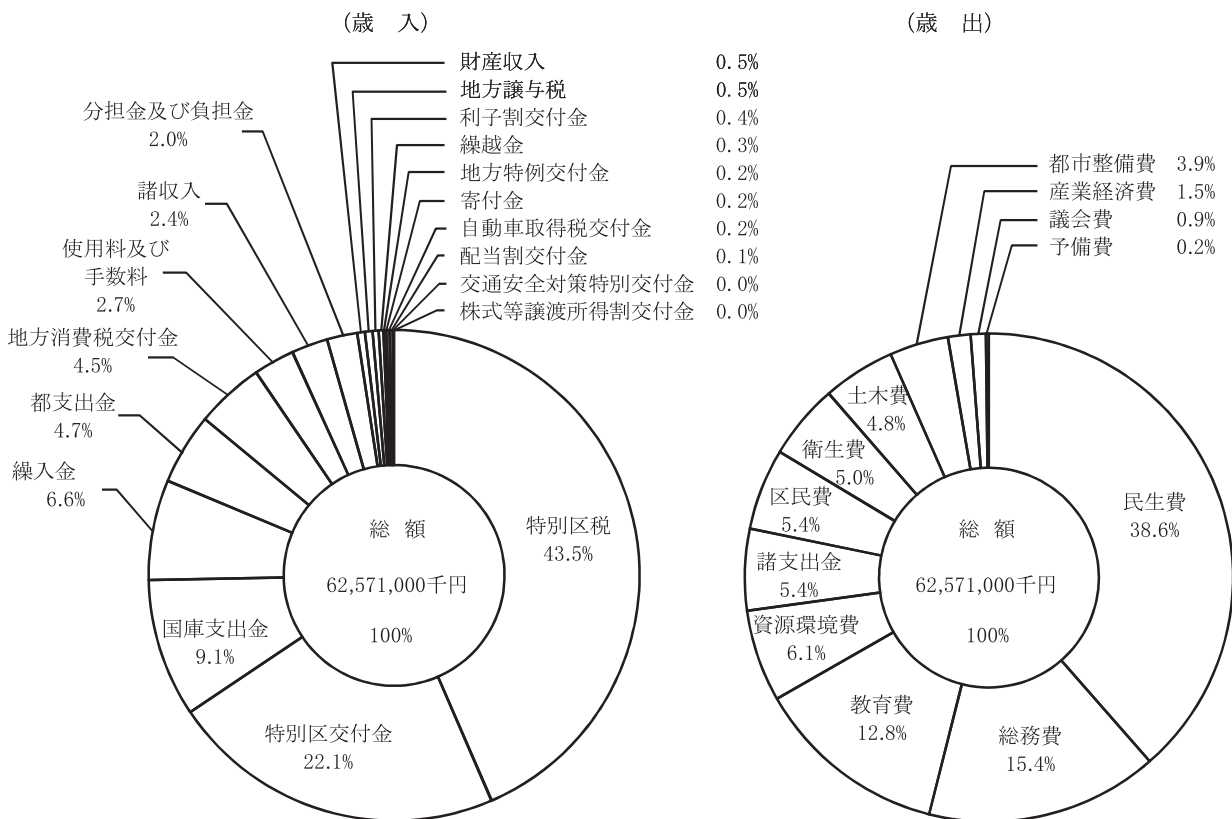 (歳 入)
財産収入 0.5%
地方譲与税 0.5%
利子割交付金 0.4%
繰越金 0.3%
地方特例交付金 0.2%
寄付金 0.2%
自動車取得税交付金 0.2%
配当割交付金 0.1%
交通安全対策特別交付金 0.0%
株式等譲渡所得割交付金 0.0%
分担金及び負担金
2.0%
諸収入
2.4%
使用料及び
手数料
2.7%
地方消費税交付金
4.5%
都支出金
4.7%
繰入金
6.6%
国庫支出金
9.1%
特別区交付金
22.1%
特別区税
43.5%
総 額
62,571,000千円
100%
(歳 出)
都市整備費 3.9%
産業経済費 1.5%
議会費 0.9%
予備費 0.2%
土木費
4.8%
衛生費
5.0%
区民費
5.4%
諸支出金
5.4%
資源環境費
6.1%
教育費
12.8%
総務費
15.4%
民生費
38.6%
総 額
62,571,000千円
100%